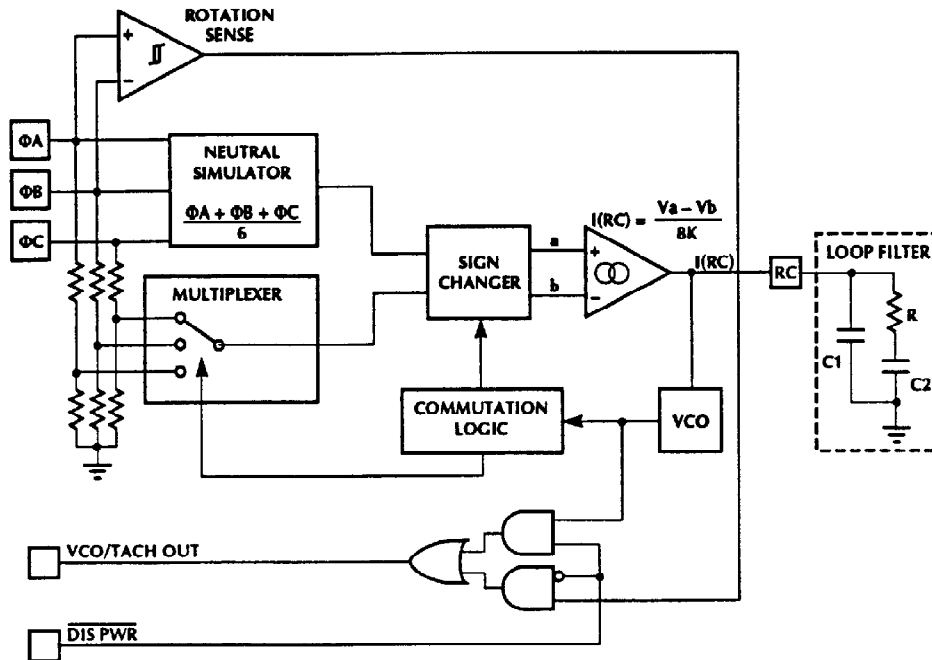 ROTATION
SENSE
+
−
ΦA
ΦB
ΦC
NEUTRAL
SIMULATOR
ΦA + ΦB + ΦC
6
MULTIPLEXER
SIGN
CHANGER
a
b
+
−
I(RC) = Va – Vb
8K
I(RC)
RC
LOOP FILTER
R
C1
C2
COMMUTATION
LOGIC
VCO
VCO/TACH OUT
DIS PWR